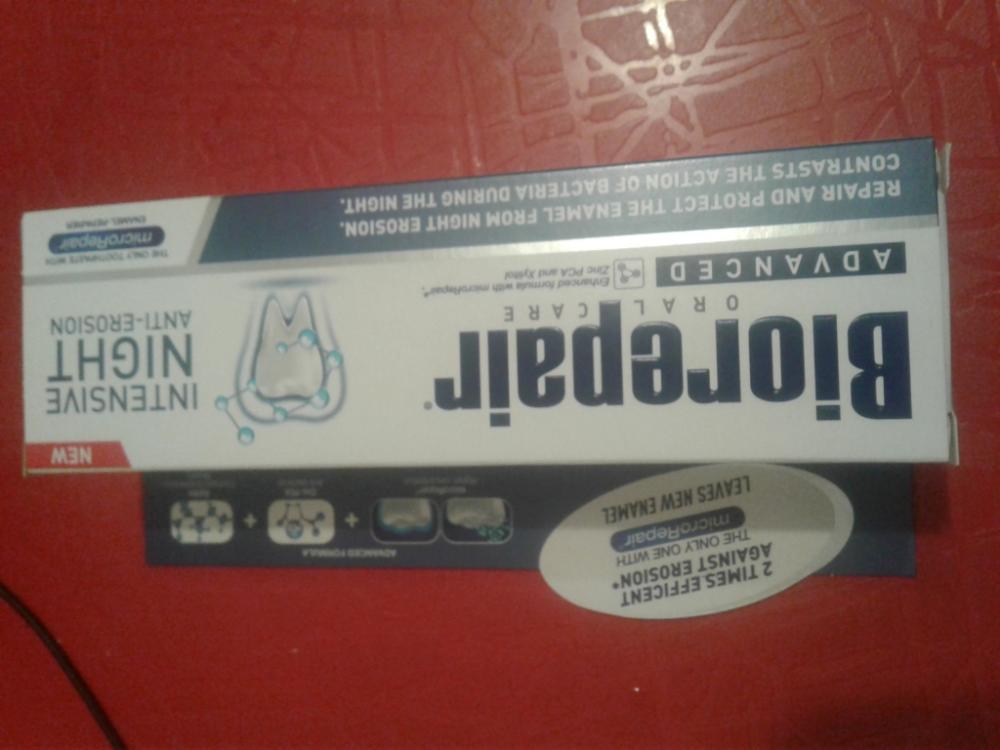 2 TIMES EFFICENT
AGAINST EROSION*
THE ONLY ONE WITH
microRepair
LEAVES NEW ENAMEL
ADVANCED FORMULA
+
+
NEW
Biorepair®
ORAL CARE
ADVANCED
Enhanced formula with microRepair®,
Zinc PCA and Xylitol
INTENSIVE
NIGHT
ANTI-EROSION
REPAIR AND PROTECT THE ENAMEL FROM NIGHT EROSION.
CONTRASTS THE ACTION OF BACTERIA DURING THE NIGHT.
THE ONLY TOOTHPASTE WITH
microRepair
ENAMEL-REPAIRER